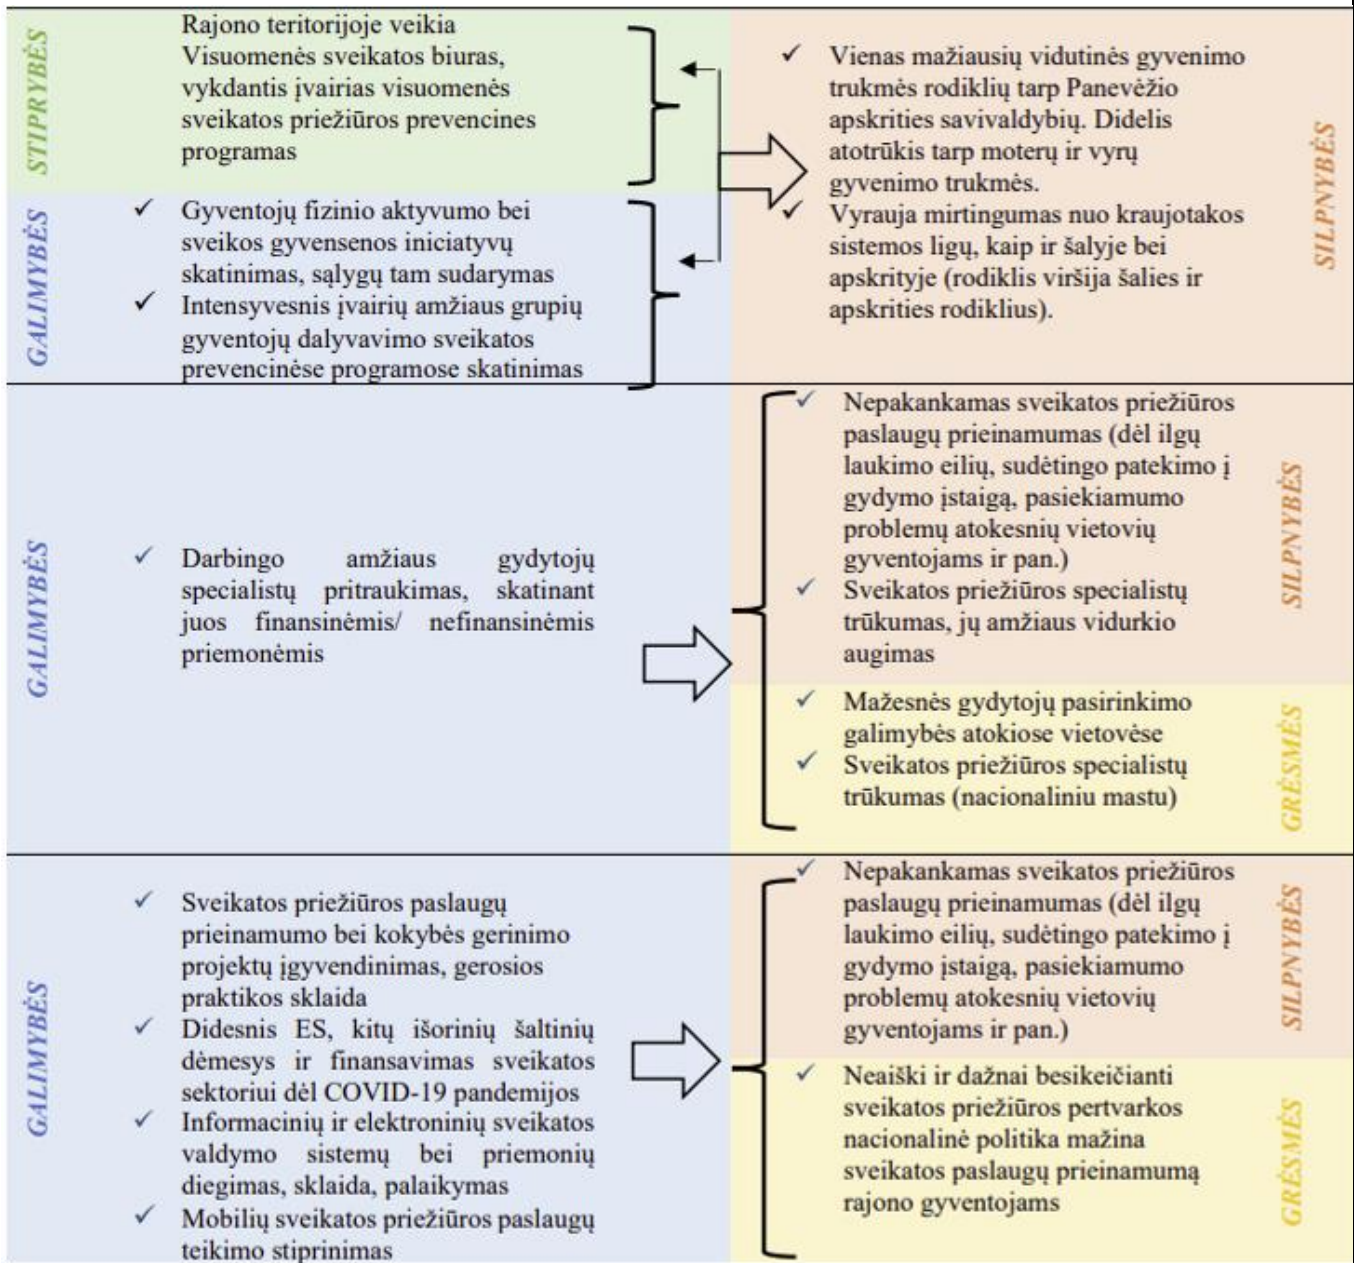 STIPRYBĖS
Rajono teritorijoje veikia
Visuomenės sveikatos biuras,
vykdantis įvairias visuomenės
sveikatos priežiūros prevencines
programas
GALIMYBĖS
✓ Gyventojų fizinio aktyvumo bei
sveikos gyvensenos iniciatyvų
skatinimas, sąlygų tam sudarymas
✓ Intensyvesnis įvairių amžiaus grupių
gyventojų dalyvavimo sveikatos
prevencinėse programose skatinimas
✓ Vienas mažiausių vidutinės gyvenimo
trukmės rodiklių tarp Panevėžio
apskrities savivaldybių. Didelis
atotrūkis tarp moterų ir vyrų
gyvenimo trukmės.
✓ Vyrauja mirtingumas nuo kraujotakos
sistemos ligų, kaip ir šalyje bei
apskrityje (rodiklis viršija šalies ir
apskrities rodiklius).
SILPNYBĖS
GALIMYBĖS
✓ Darbingo amžiaus gydytojų
specialistų pritraukimas, skatinant
juos finansinėmis/ nefinansinėmis
priemonėmis
✓ Nepakankamas sveikatos priežiūros
paslaugų prieinamumas (dėl ilgų
laukimo eilių, sudėtingo patekimo į
gydymo įstaigą, pasiekiamumo
problemų atokesnių vietovių
gyventojams ir pan.)
✓ Sveikatos priežiūros specialistų
trūkumas, jų amžiaus vidurkio
augimas
SILPNYBĖS
✓ Mažesnės gydytojų pasirinkimo
galimybės atokiose vietovėse
✓ Sveikatos priežiūros specialistų
trūkumas (nacionaliniu mastu)
GRĖSMĖS
GALIMYBĖS
✓ Sveikatos priežiūros paslaugų
prieinamumo bei kokybės gerinimo
projektų įgyvendinimas, gerosios
praktikos sklaida
✓ Didesnis ES, kitų išorinių šaltinių
dėmesys ir finansavimas sveikatos
sektoriui dėl COVID-19 pandemijos
✓ Informacinių ir elektroninių sveikatos
valdymo sistemų bei priemonių
diegimas, sklaida, palaikymas
✓ Mobilių sveikatos priežiūros paslaugų
teikimo stiprinimas
✓ Nepakankamas sveikatos priežiūros
paslaugų prieinamumas (dėl ilgų
laukimo eilių, sudėtingo patekimo į
gydymo įstaigą, pasiekiamumo
problemų atokesnių vietovių
gyventojams ir pan.)
SILPNYBĖS
✓ Neaiški ir dažnai besikeičianti
sveikatos priežiūros pertvarkos
nacionalinė politika mažina
sveikatos paslaugų prieinamumą
rajono gyventojams
GRĖSMĖS